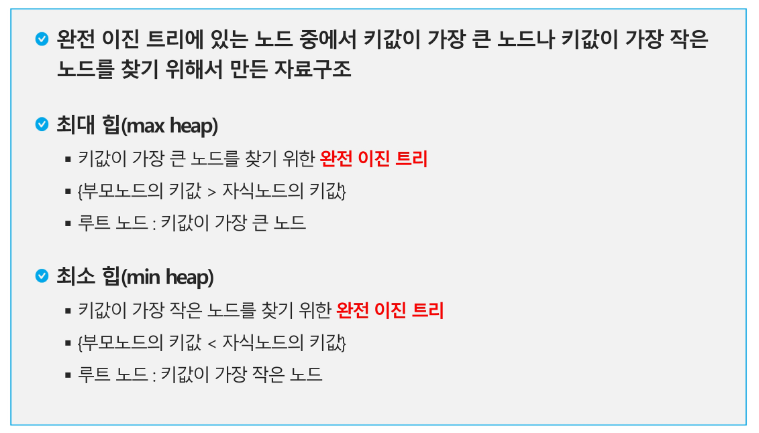 완전 이진 트리에 있는 노드 중에서 키값이 가장 큰 노드나 키값이 가장 작은
노드를 찾기 위해서 만든 자료구조
최대 힙(max heap)
▪ 키값이 가장 큰 노드를 찾기 위한 완전 이진 트리
▪ {부모노드의 키값 > 자식노드의 키값}
▪ 루트 노드 : 키값이 가장 큰 노드
최소 힙(min heap)
▪ 키값이 가장 작은 노드를 찾기 위한 완전 이진 트리
▪ {부모노드의 키값 < 자식노드의 키값}
▪ 루트 노드 : 키값이 가장 작은 노드